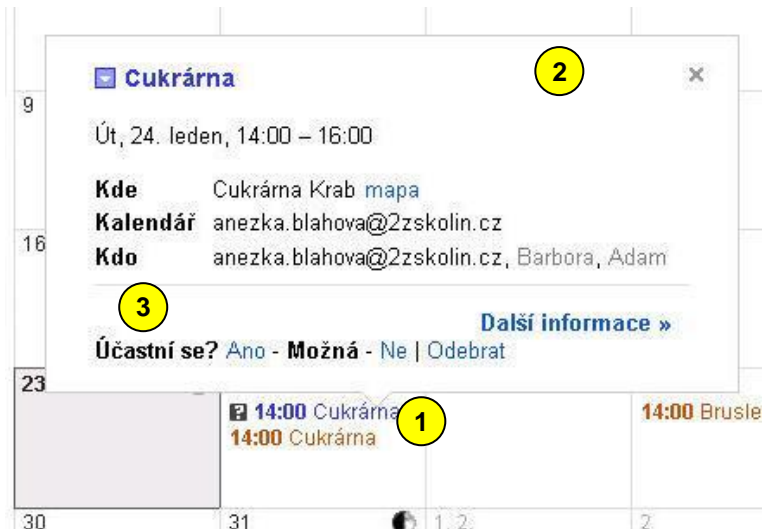 2
Cukrárna ×
9
Út, 24. leden, 14:00 – 16:00
Kde Cukrárna Krab mapa
Kalendář anezka.blahova@2zskolin.cz
16
Kdo anezka.blahova@2zskolin.cz, Barbora, Adam
3
Další informace »
Účastní se? Ano - Možná - Ne | Odebrat
23
? 14:00 Cukrárna 1 14:00 Brusle
14:00 Cukrárna
30 31 1. 2. 2